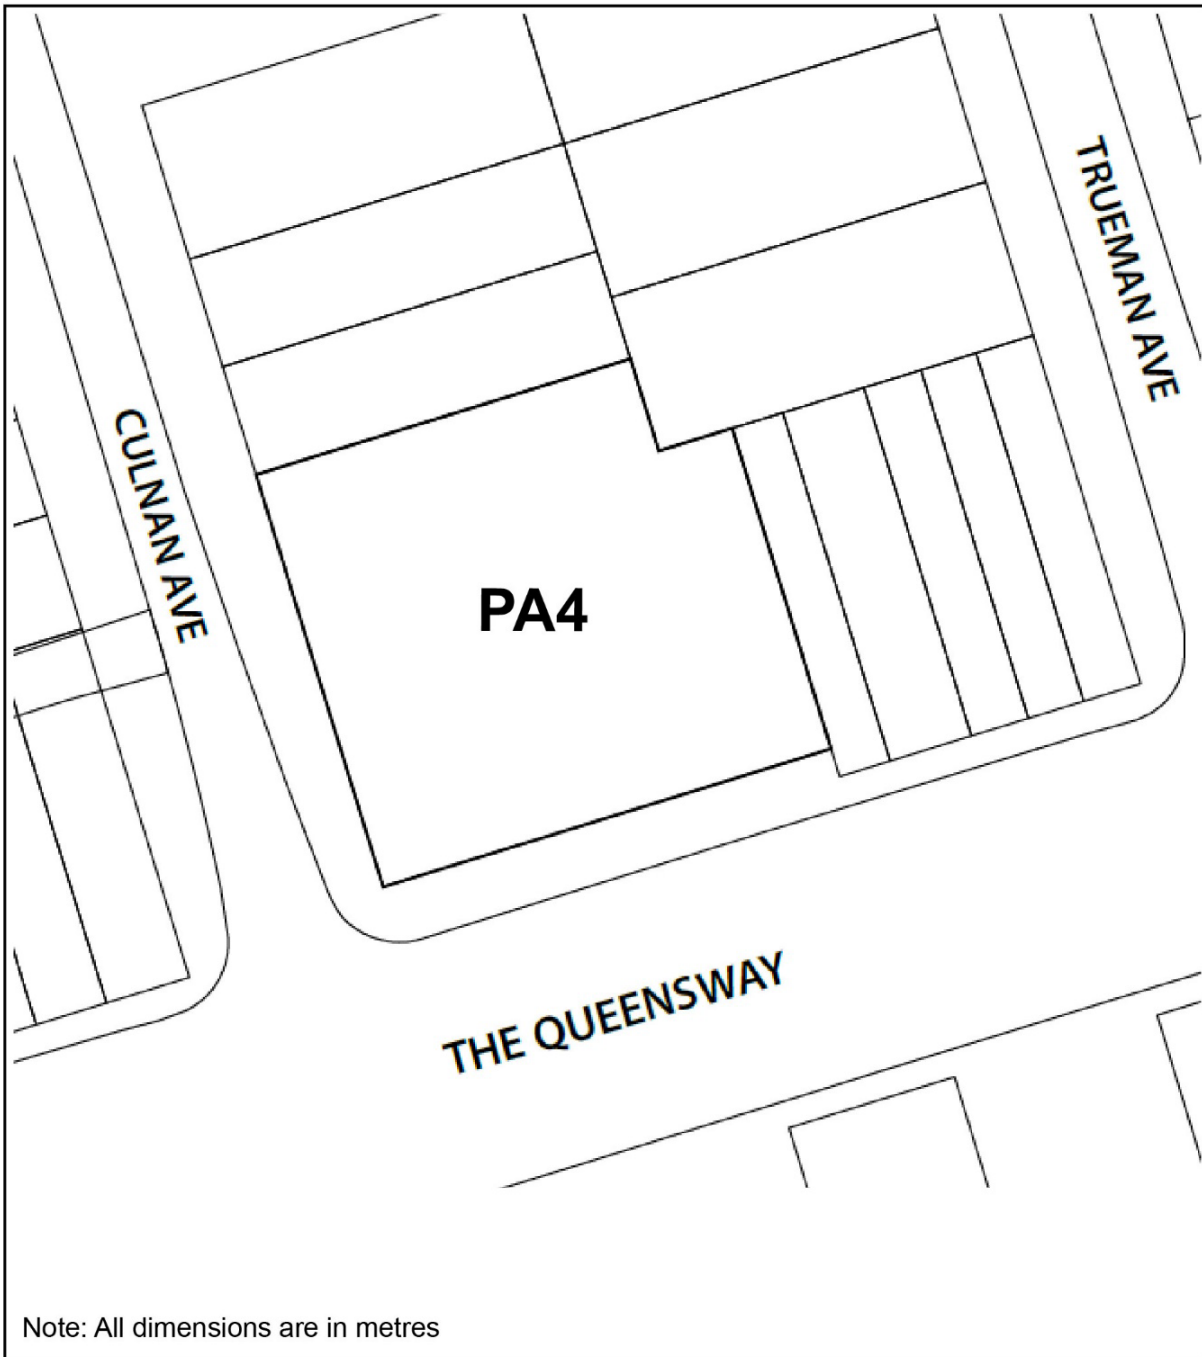 TRUEMAN AVE
CULNAN AVE
PA4
THE QUEENSWAY
Note: All dimensions are in metres